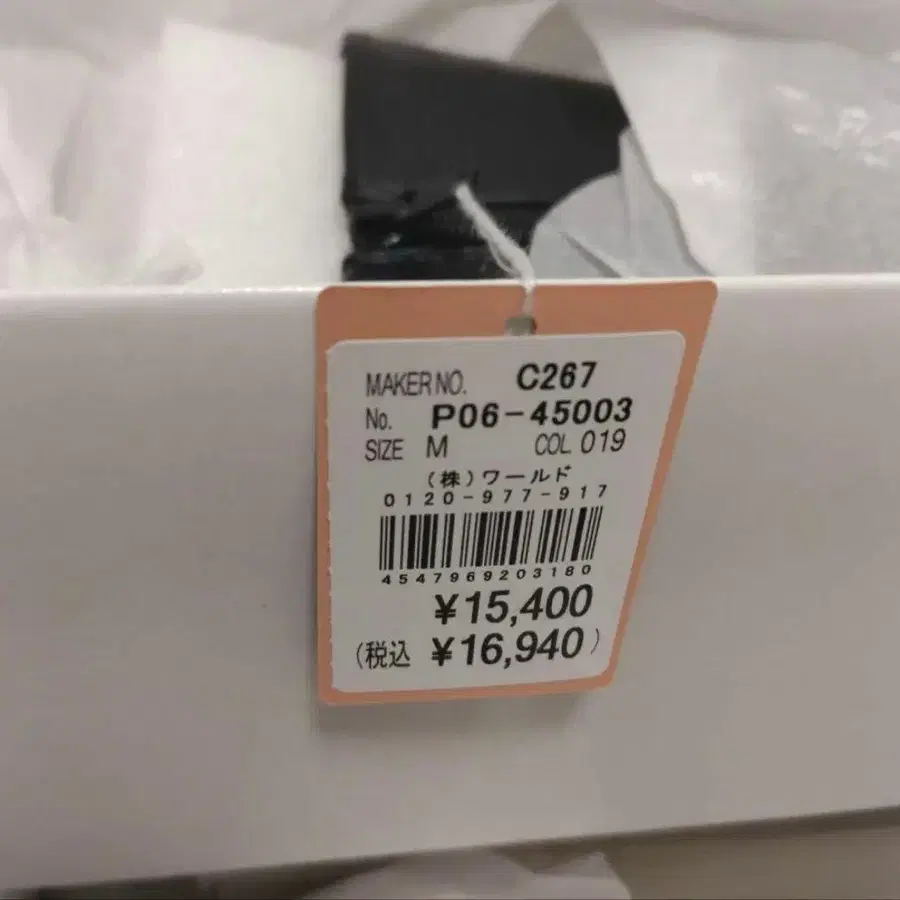 MAKER NO. C267
No. P06-45003
SIZE M COL 019
(株)ワールド
0120-977-917
4547969203180
¥15,400
(税込 ¥16,940)